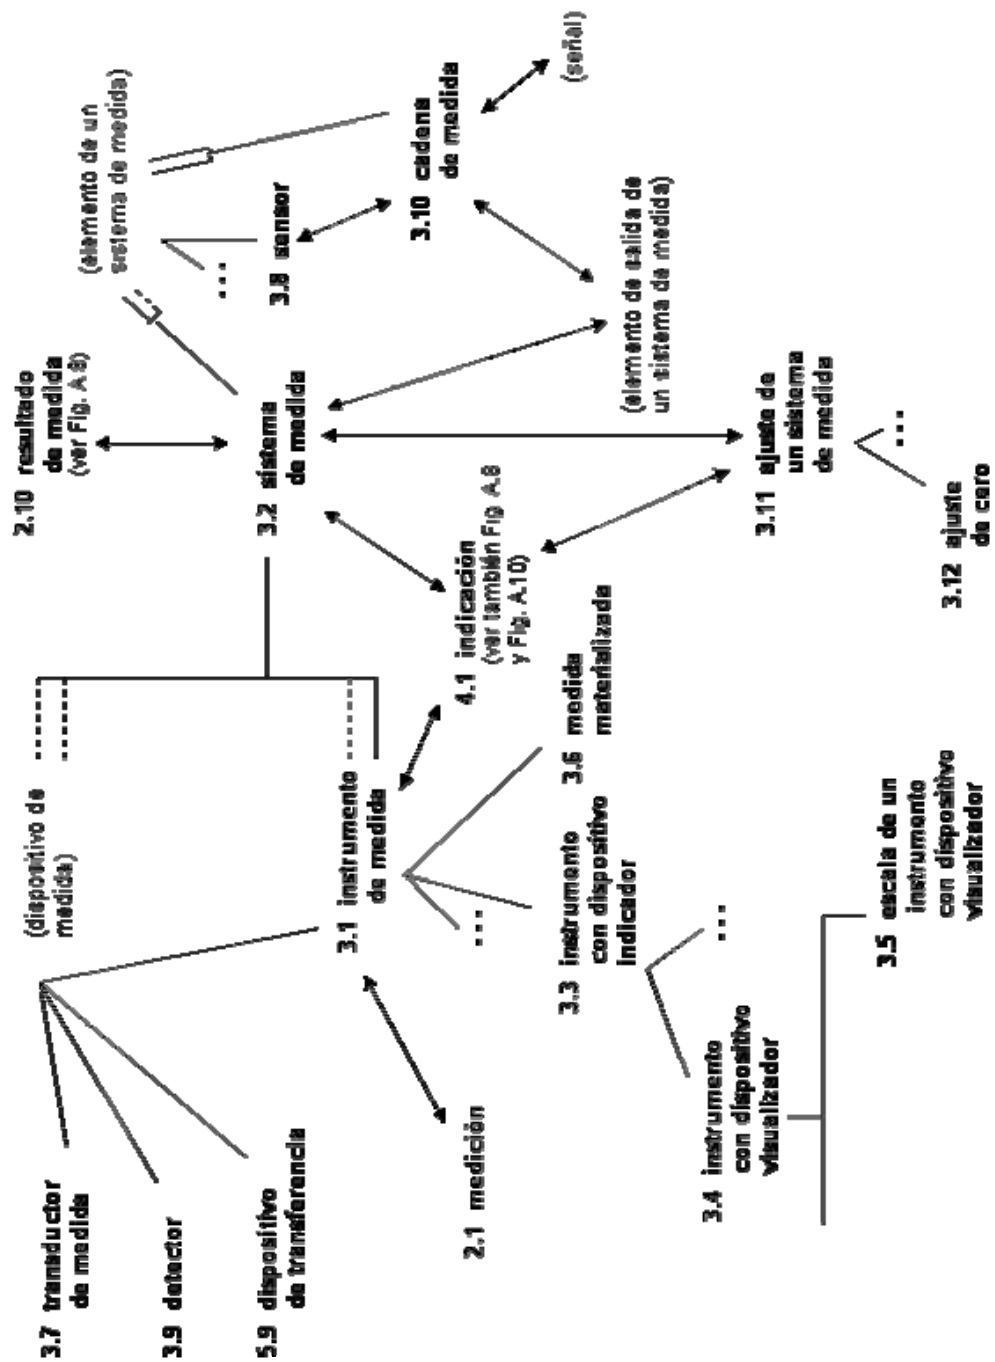 2.10 resultado
de medida
(ver Fig. A.9)
(elemento de un
sistema de medida)
(dispositivo de
medida)
3.7 transductor
de medida
3.9 detector
5.9 dispositivo
de transferencia
3.1 instrumento
de medida
3.2 sistema
de medida
...
3.8 sensor
3.10 cadena
de medida
(señal)
2.1 medición
...
4.1 indicación
(ver también Fig. A.8
y Fig. A.10)
(elemento de salida de
un sistema de medida)
3.3 instrumento
con dispositivo
indicador
3.6 medida
materializada
3.4 instrumento
con dispositivo
visualizador
...
3.11 ajuste de
un sistema
de medida
3.5 escala de un
instrumento
con dispositivo
visualizador
...
3.12 ajuste
de cero